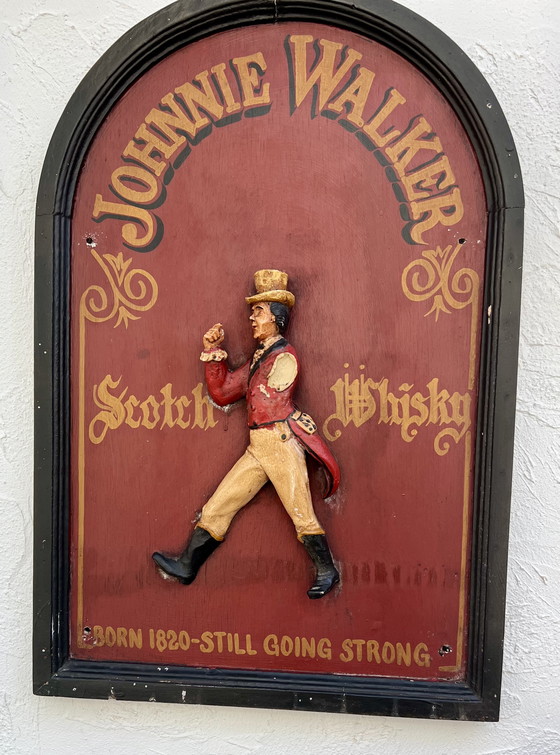 JOHNNIE WALKER
Scotch Whisky
BORN 1820-STILL GOING STRONG